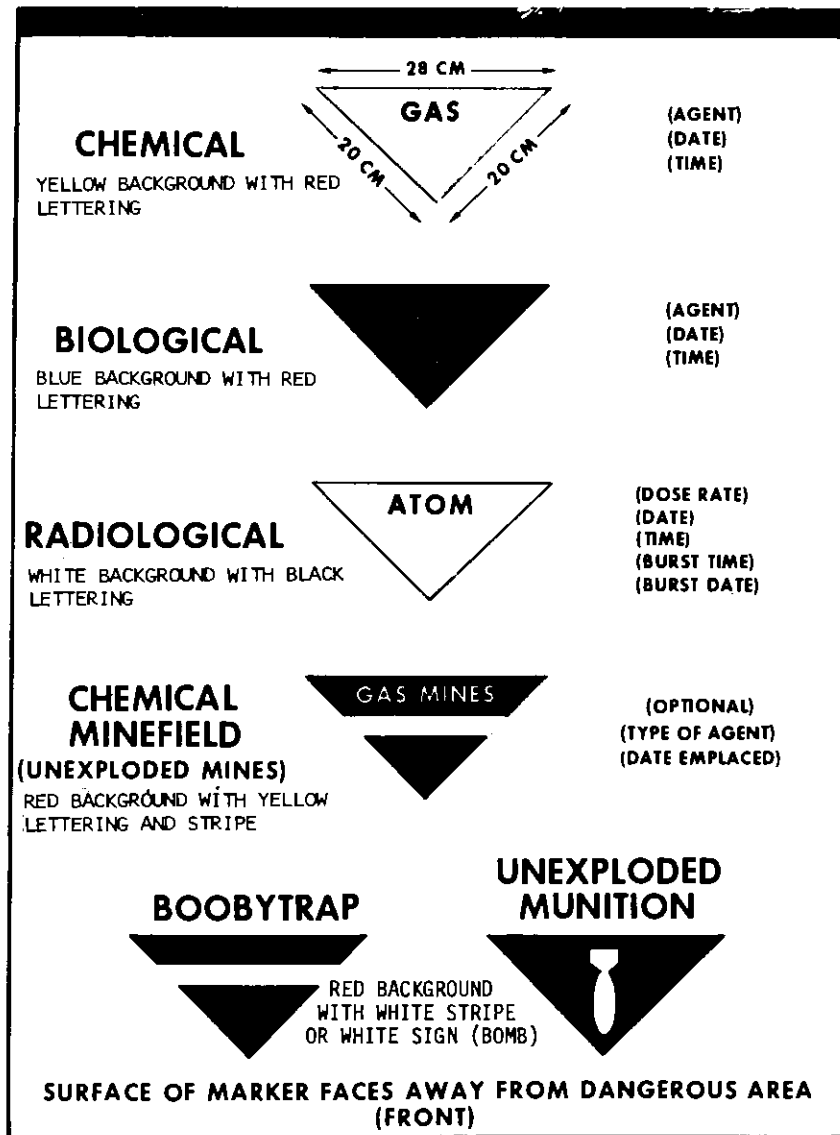 28 CM
GAS
20 CM
20 CM
CHEMICAL
YELLOW BACKGROUND WITH RED
LETTERING
(AGENT)
(DATE)
(TIME)
BIOLOGICAL
BLUE BACKGROUND WITH RED
LETTERING
(AGENT)
(DATE)
(TIME)
ATOM
RADIOLOGICAL
WHITE BACKGROUND WITH BLACK
LETTERING
(DOSE RATE)
(DATE)
(TIME)
(BURST TIME)
(BURST DATE)
CHEMICAL
MINEFIELD
(UNEXPLODED MINES)
RED BACKGROUND WITH YELLOW
LETTERING AND STRIPE
GAS MINES
(OPTIONAL)
(TYPE OF AGENT)
(DATE EMPLACED)
BOOBYTRAP
UNEXPLODED
MUNITION
RED BACKGROUND
WITH WHITE STRIPE
OR WHITE SIGN (BOMB)
SURFACE OF MARKER FACES AWAY FROM DANGEROUS AREA
(FRONT)